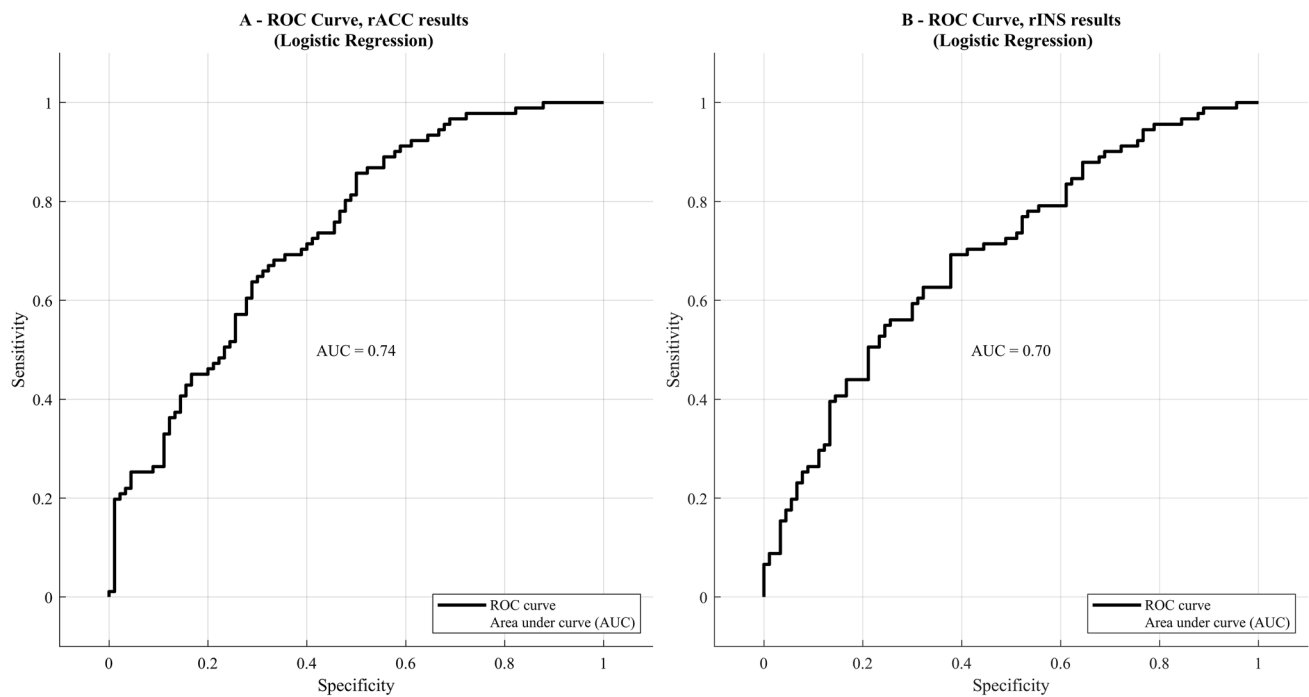 A - ROC Curve, rACC results
(Logistic Regression)
1
0.8
0.6
0.4
0.2
0
Sensitivity
AUC = 0.74
ROC curve
Area under curve (AUC)
0 0.2 0.4 0.6 0.8 1
Specificity
B - ROC Curve, rINS results
(Logistic Regression)
1
0.8
0.6
0.4
0.2
0
Sensitivity
AUC = 0.70
ROC curve
Area under curve (AUC)
0 0.2 0.4 0.6 0.8 1
Specificity